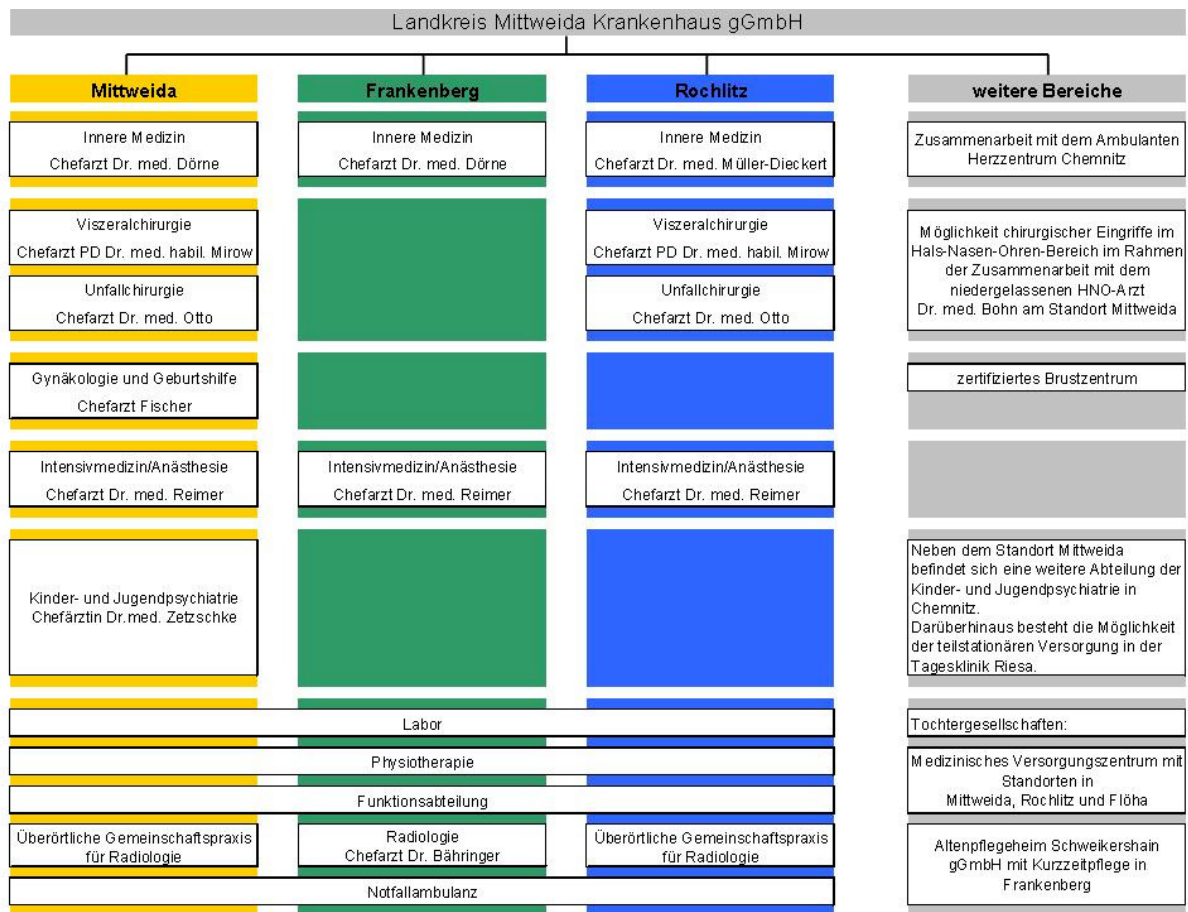 Landkreis Mittweida Krankenhaus gGmbH
Mittweida
Frankenberg
Rochlitz
weitere Bereiche
Innere Medizin
Chefarzt Dr. med. Dörne
Innere Medizin
Chefarzt Dr. med. Dörne
Innere Medizin
Chefarzt Dr. med. Müller-Dieckert
Zusammenarbeit mit dem Ambulanten
Herzzentrum Chemnitz
Viszeralchirurgie
Chefarzt PD Dr. med. habil. Mirow
Viszeralchirurgie
Chefarzt PD Dr. med. habil. Mirow
Möglichkeit chirurgischer Eingriffe im
Hals-Nasen-Ohren-Bereich im Rahmen
der Zusammenarbeit mit dem
niedergelassenen HNO-Arzt
Dr. med. Bohn am Standort Mittweida
Unfallchirurgie
Chefarzt Dr. med. Otto
Unfallchirurgie
Chefarzt Dr. med. Otto
Gynäkologie und Geburtshilfe
Chefarzt Fischer
zertifiziertes Brustzentrum
Intensivmedizin/Anästhesie
Chefarzt Dr. med. Reimer
Intensivmedizin/Anästhesie
Chefarzt Dr. med. Reimer
Intensivmedizin/Anästhesie
Chefarzt Dr. med. Reimer
Kinder- und Jugendpsychiatrie
Chefärztin Dr.med. Zetzschke
Neben dem Standort Mittweida
befindet sich eine weitere Abteilung der
Kinder- und Jugendpsychiatrie in
Chemnitz.
Darüberhinaus besteht die Möglichkeit
der teilstationären Versorgung in der
Tagesklinik Riesa.
Labor
Tochtergesellschaften:
Physiotherapie
Medizinisches Versorgungszentrum mit
Standorten in
Mittweida, Rochlitz und Flöha
Funktionsabteilung
Überörtliche Gemeinschaftspraxis
für Radiologie
Radiologie
Chefarzt Dr. Bähringer
Überörtliche Gemeinschaftspraxis
für Radiologie
Altenpflegeheim Schweikershain
gGmbH mit Kurzzeitpflege in
Frankenberg
Notfallambulanz